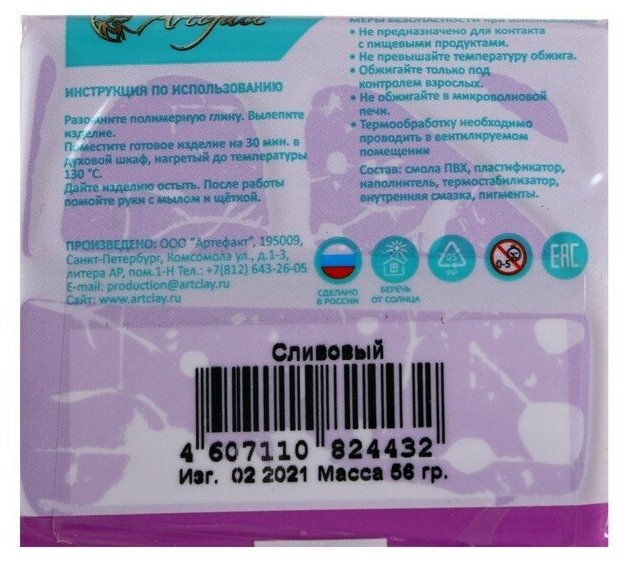 Artefact
ИНСТРУКЦИЯ ПО ИСПОЛЬЗОВАНИЮ
Разомните полимерную глину. Вылепите
изделие.
Поместите готовое изделие на 30 мин. в
духовой шкаф, нагретый до температуры
130 °C.
Дайте изделию остыть. После работы
помойте руки с мылом и щёткой.
МЕРЫ БЕЗОПАСНОСТИ при использовании
• Не предназначено для контакта
с пищевыми продуктами.
• Не превышайте температуру обжига.
• Обжигайте только под
контролем взрослых.
• Не обжигайте в микроволновой
печи.
• Термообработку необходимо
проводить в вентилируемом
помещении
Состав: смола ПВХ, пластификатор,
наполнитель, термостабилизатор,
внутренняя смазка, пигменты.
ПРОИЗВЕДЕНО: ООО "Артефакт", 195009,
Санкт-Петербург, Комсомола ул., д.1-3,
литера АР, пом.1-Н Тел.: +7(812) 643-26-05
E-mail: production@artclay.ru
Сайт: www.artclay.ru
СДЕЛАНО
В РОССИИ
БЕРЕЧЬ
ОТ СОЛНЦА
05
PP
0-5
EAC
Сливовый
4 607110 824432
Изг. 02 2021 Масса 56 гр.